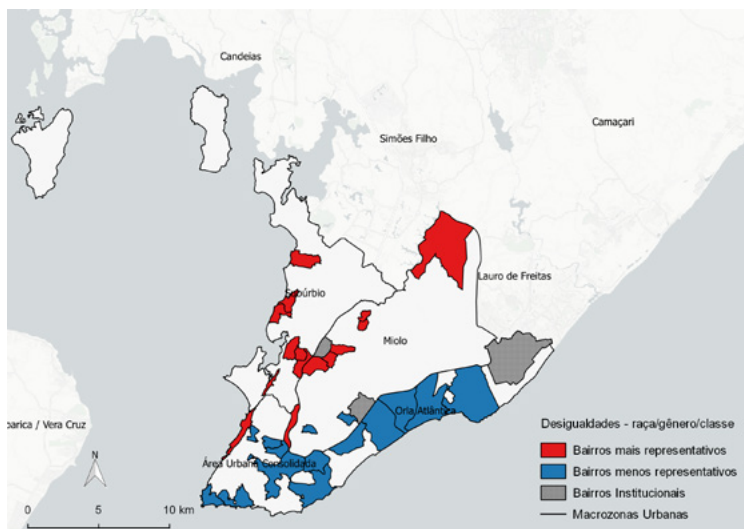 Candeias
Camaçari
Simões Filho
Lauro de Freitas
Subúrbio
Miolo
Orla Atlântica
parica / Vera Cruz
Área Urbana Consolidada
N
0 5 10 km
Desigualdades - raça/gênero/classe
Bairros mais representativos
Bairros menos representativos
Bairros Institucionais
Macrozonas Urbanas